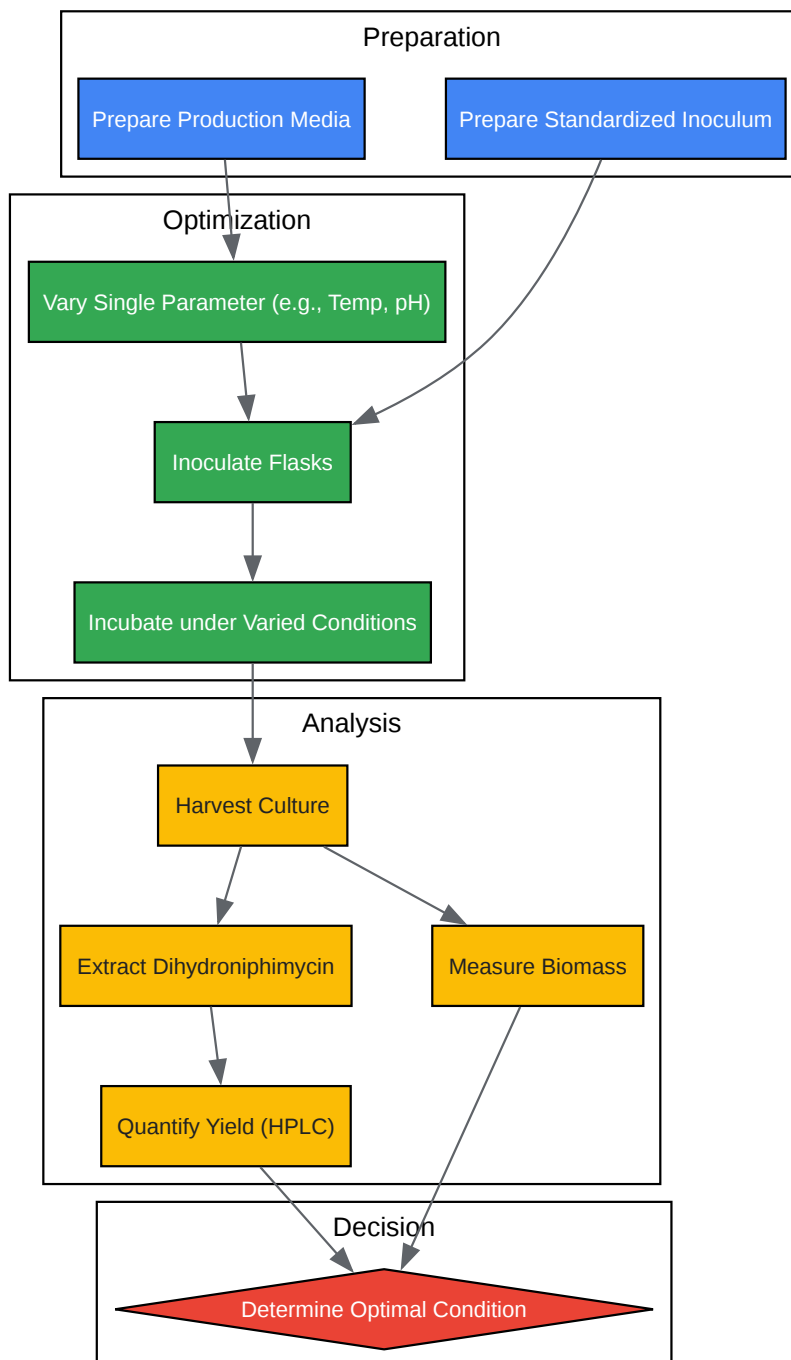 Preparation
Prepare Production Media
Prepare Standardized Inoculum
Optimization
Vary Single Parameter (e.g., Temp, pH)
Inoculate Flasks
Incubate under Varied Conditions
Analysis
Harvest Culture
Extract Dihydroniphimycin
Measure Biomass
Quantify Yield (HPLC)
Decision
Determine Optimal Condition